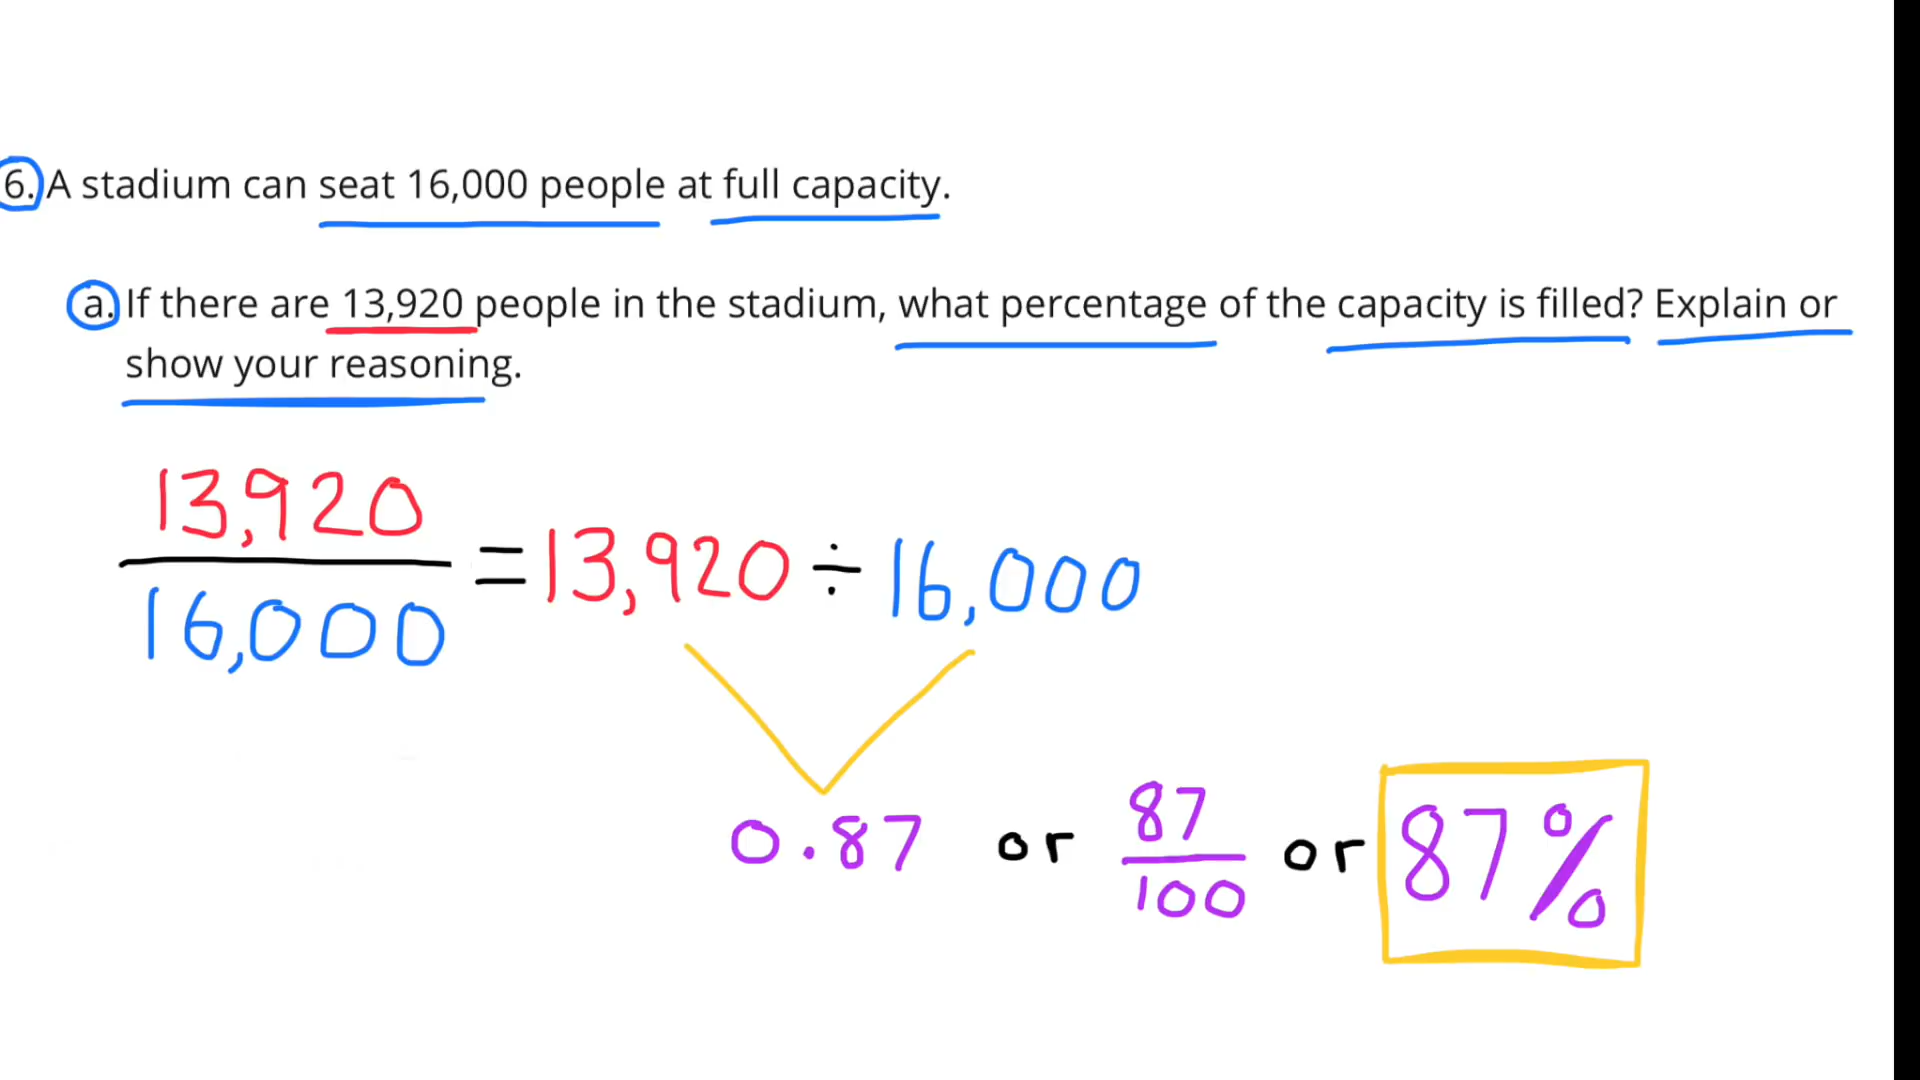 6. A stadium can seat 16,000 people at full capacity.
a. If there are 13,920 people in the stadium, what percentage of the capacity is filled? Explain or
show your reasoning.
13,920
16,000
= 13,920 ÷ 16,000
0.87 or 87/100 or 87%